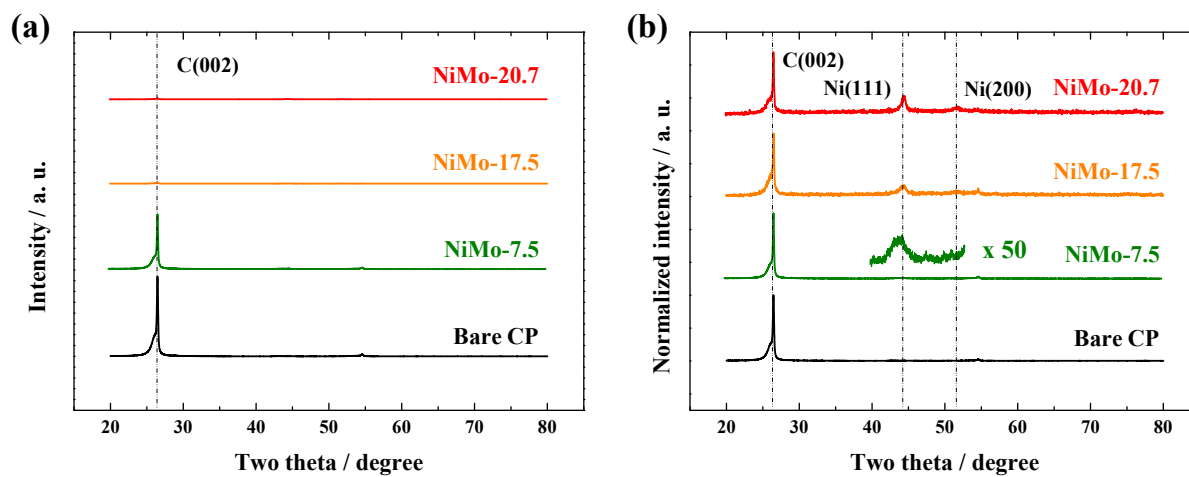 (a)
C(002)
NiMo-20.7
NiMo-17.5
NiMo-7.5
Bare CP
Intensity / a. u.
20 30 40 50 60 70 80
Two theta / degree
(b)
C(002)
Ni(111)
Ni(200)
NiMo-20.7
NiMo-17.5
x 50
NiMo-7.5
Bare CP
Normalized intensity / a. u.
20 30 40 50 60 70 80
Two theta / degree